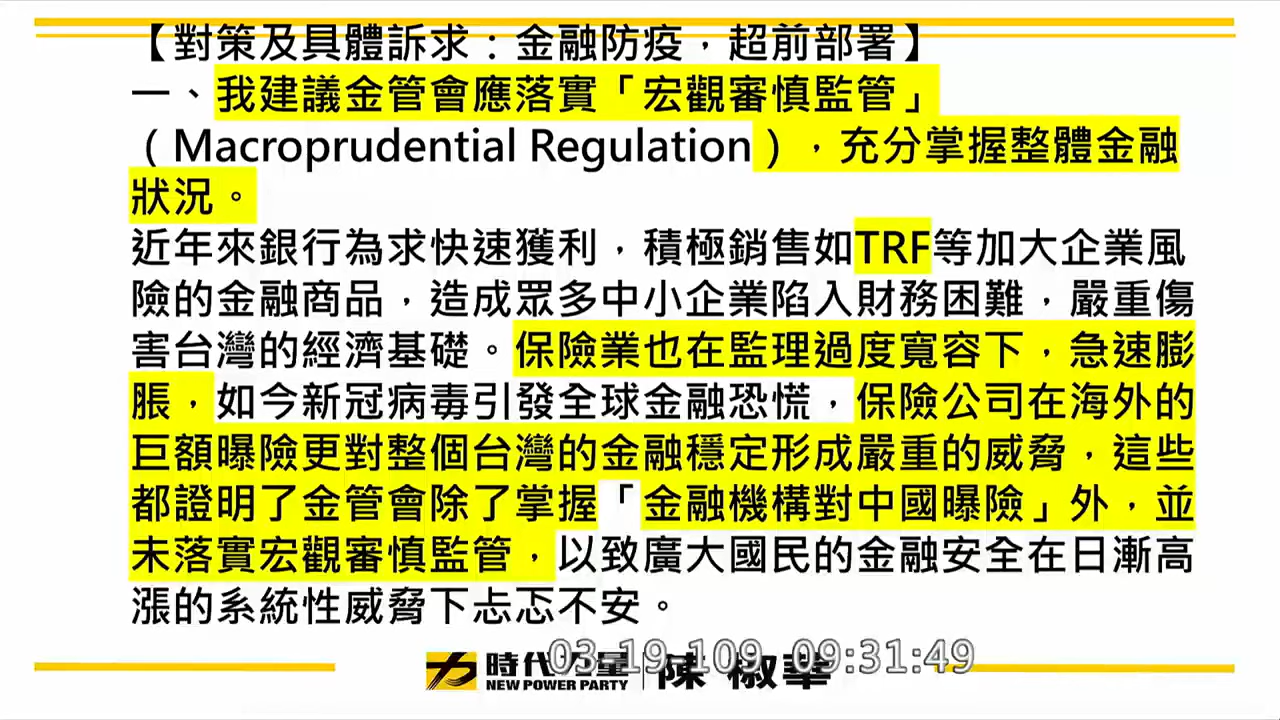 【對策及具體訴求：金融防疫，超前部署】
一、我建議金管會應落實「宏觀審慎監管」
（Macroprudential Regulation），充分掌握整體金融
狀況。
近年來銀行為求快速獲利，積極銷售如TRF等加大企業風
險的金融商品，造成眾多中小企業陷入財務困難，嚴重傷
害台灣的經濟基礎。保險業也在監理過度寬容下，急速膨
脹，如今新冠病毒引發全球金融恐慌，保險公司在海外的
巨額曝險更對整個台灣的金融穩定形成嚴重的威脅，這些
都證明了金管會除了掌握「金融機構對中國曝險」外，並
未落實宏觀審慎監管，以致廣大國民的金融安全在日漸高
漲的系統性威脅下忐忑不安。
時代力量
NEW POWER PARTY
陳 椒華
03 19 109 09:31:49